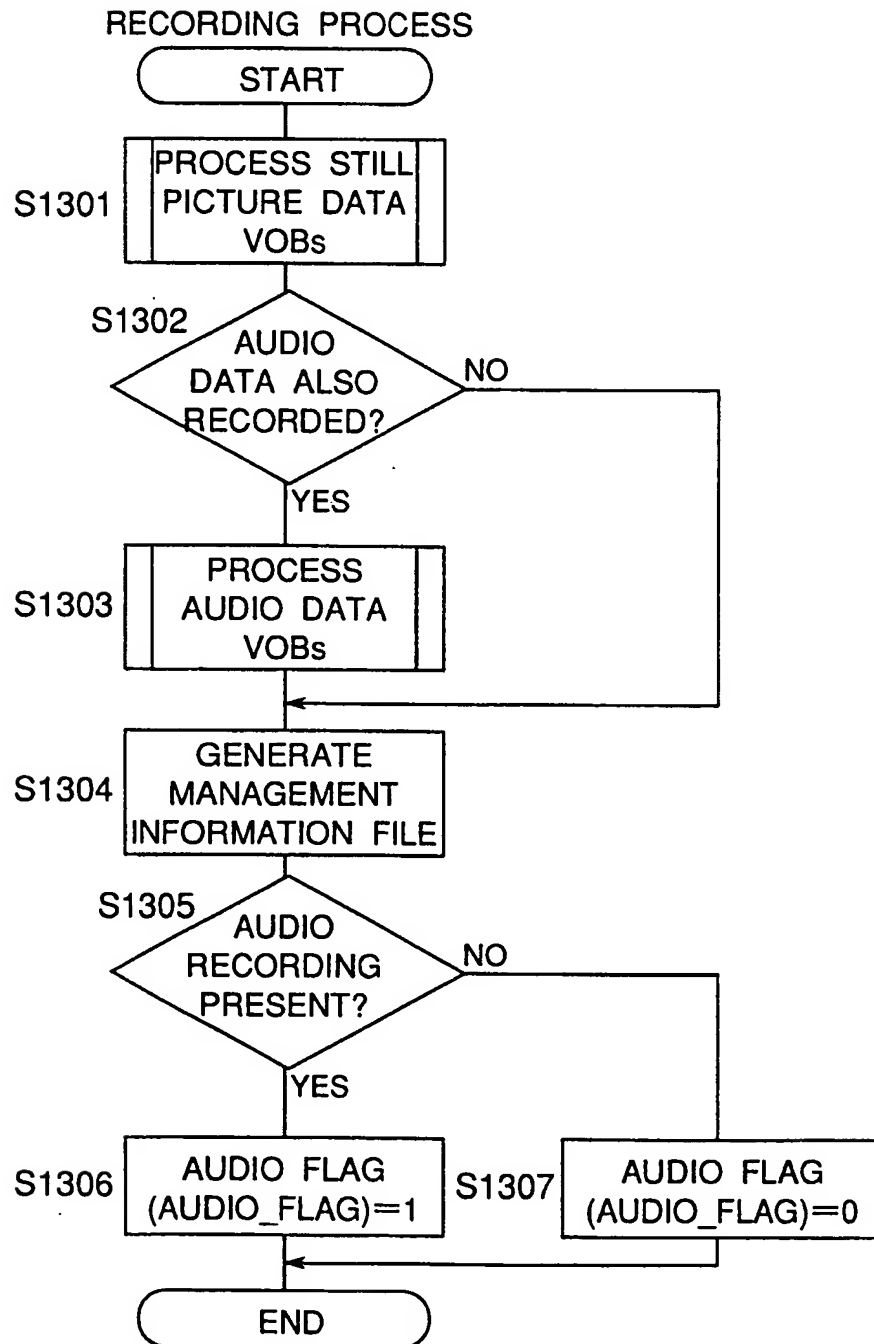 RECORDING PROCESS
START
S1301
PROCESS STILL
PICTURE DATA
VOBs
S1302
AUDIO
DATA ALSO
RECORDED?
NO
YES
S1303
PROCESS
AUDIO DATA
VOBs
S1304
GENERATE
MANAGEMENT
INFORMATION FILE
S1305
AUDIO
RECORDING
PRESENT?
NO
YES
S1306
AUDIO FLAG
(AUDIO_FLAG)=1
S1307
AUDIO FLAG
(AUDIO_FLAG)=0
END